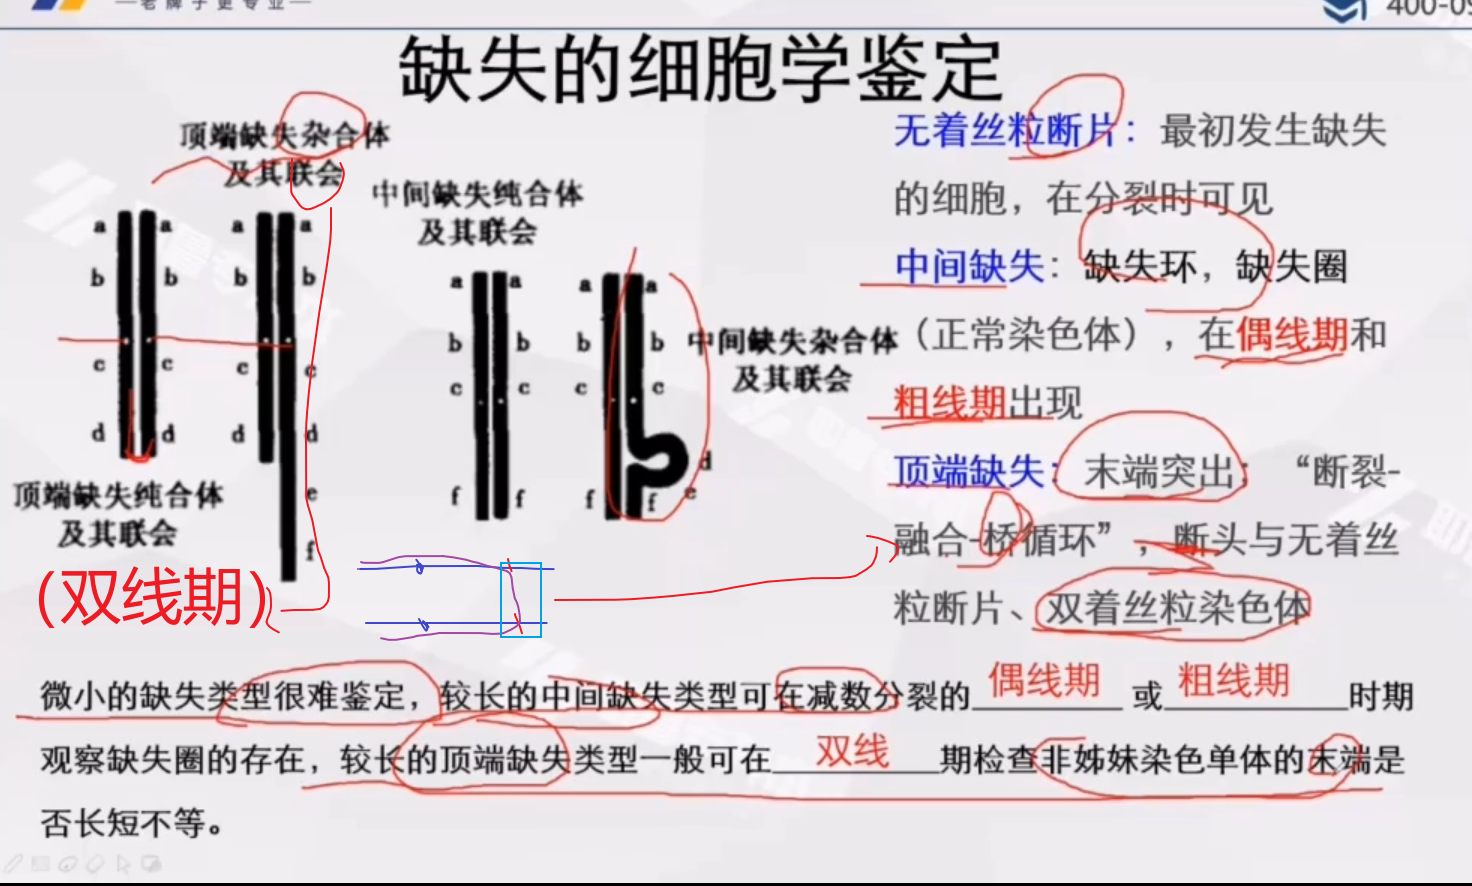 —老牌子更专业—
400-09
缺失的细胞学鉴定
顶端缺失杂合体
及其联会
a a a a
b b b b
c c c c
d d d d
e
f
顶端缺失纯合体
及其联会
(双线期)
中间缺失纯合体
及其联会
a a a a
b b b b
c c c c
d
e
f f f f
中间缺失杂合体
及其联会
无着丝粒断片：最初发生缺失
的细胞，在分裂时可见
中间缺失：缺失环，缺失圈
（正常染色体），在偶线期和
粗线期出现
顶端缺失：末端突出；“断裂-
融合-桥循环”，断头与无着丝
粒断片、双着丝粒染色体
微小的缺失类型很难鉴定，较长的中间缺失类型可在减数分裂的偶线期或粗线期时期
观察缺失圈的存在，较长的顶端缺失类型一般可在双线期检查非姊妹染色单体的末端是
否长短不等。